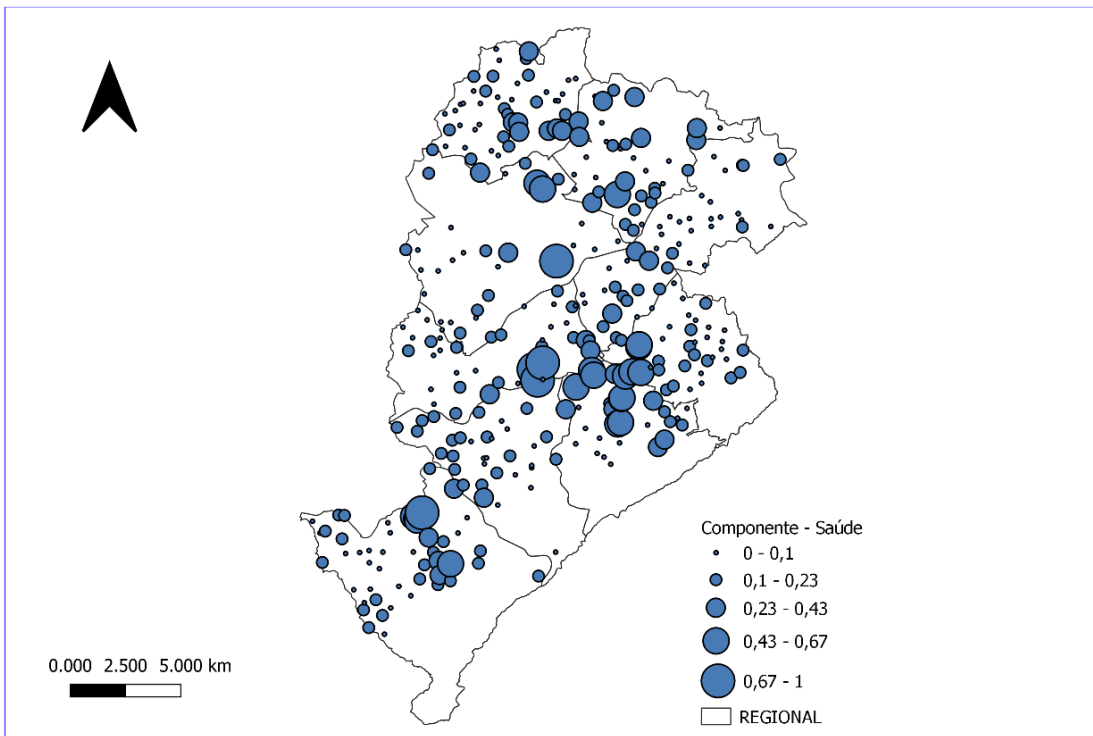 Componente - Saúde
0 - 0,1
0,1 - 0,23
0,23 - 0,43
0,43 - 0,67
0,67 - 1
REGIONAL
0.000 2.500 5.000 km